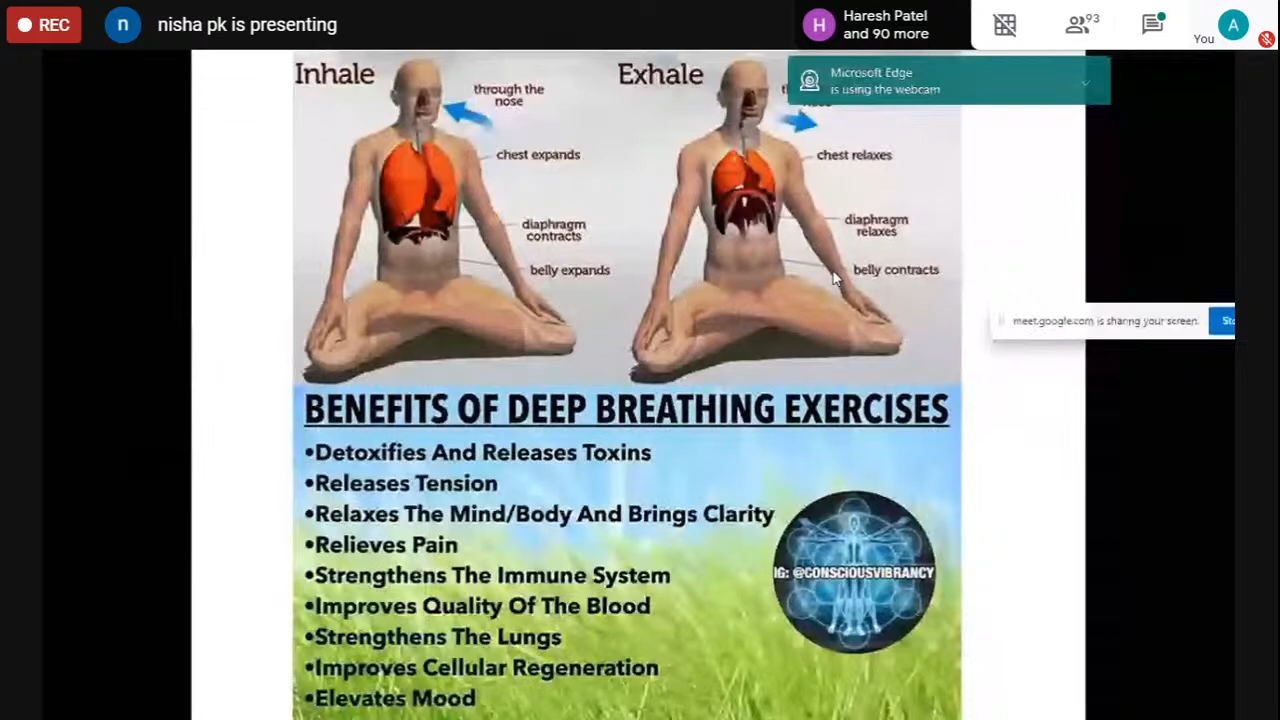 REC
n
nisha pk is presenting
H
Haresh Patel
and 90 more
93
You
A
Microsoft Edge
is using the webcam
Inhale
through the
nose
chest expands
diaphragm
contracts
belly expands
Exhale
chest relaxes
diaphragm
relaxes
belly contracts
meet.google.com is sharing your screen.
BENEFITS OF DEEP BREATHING EXERCISES
•Detoxifies And Releases Toxins
•Releases Tension
•Relaxes The Mind/Body And Brings Clarity
•Relieves Pain
•Strengthens The Immune System
•Improves Quality Of The Blood
•Strengthens The Lungs
•Improves Cellular Regeneration
•Elevates Mood
IG: @CONSCIOUSVIBRANCY